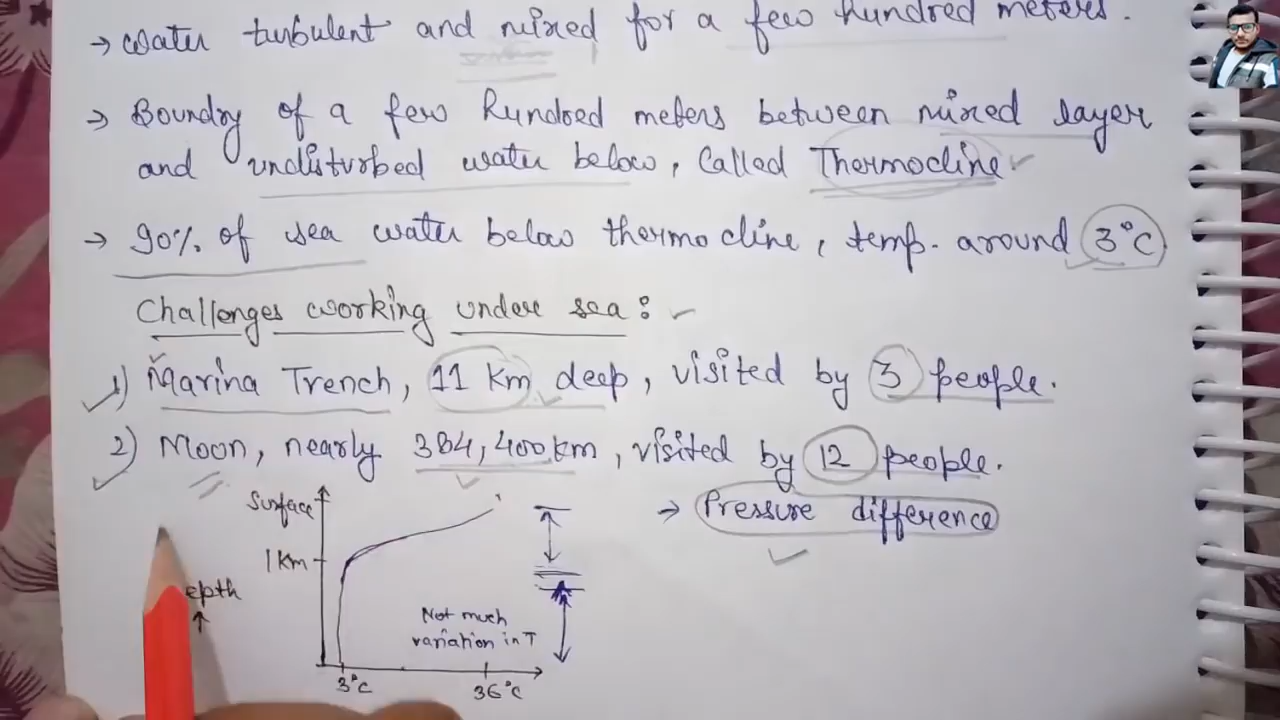 → water turbulent and mixed for a few hundred meters.
→ Boundry of a few hundred meters between mixed layer
and undisturbed water below, Called Thermocline
→ 90% of sea water below thermocline, temp. around 3°C
Challenges working under sea:
1) Marina Trench, 11 Km deep, visited by 3 people.
2) Moon, nearly 384,400km, visited by 12 people.
→ Pressure difference
Surface
1 Km
epth
↑
Not much
variation in T
3°C
36°C